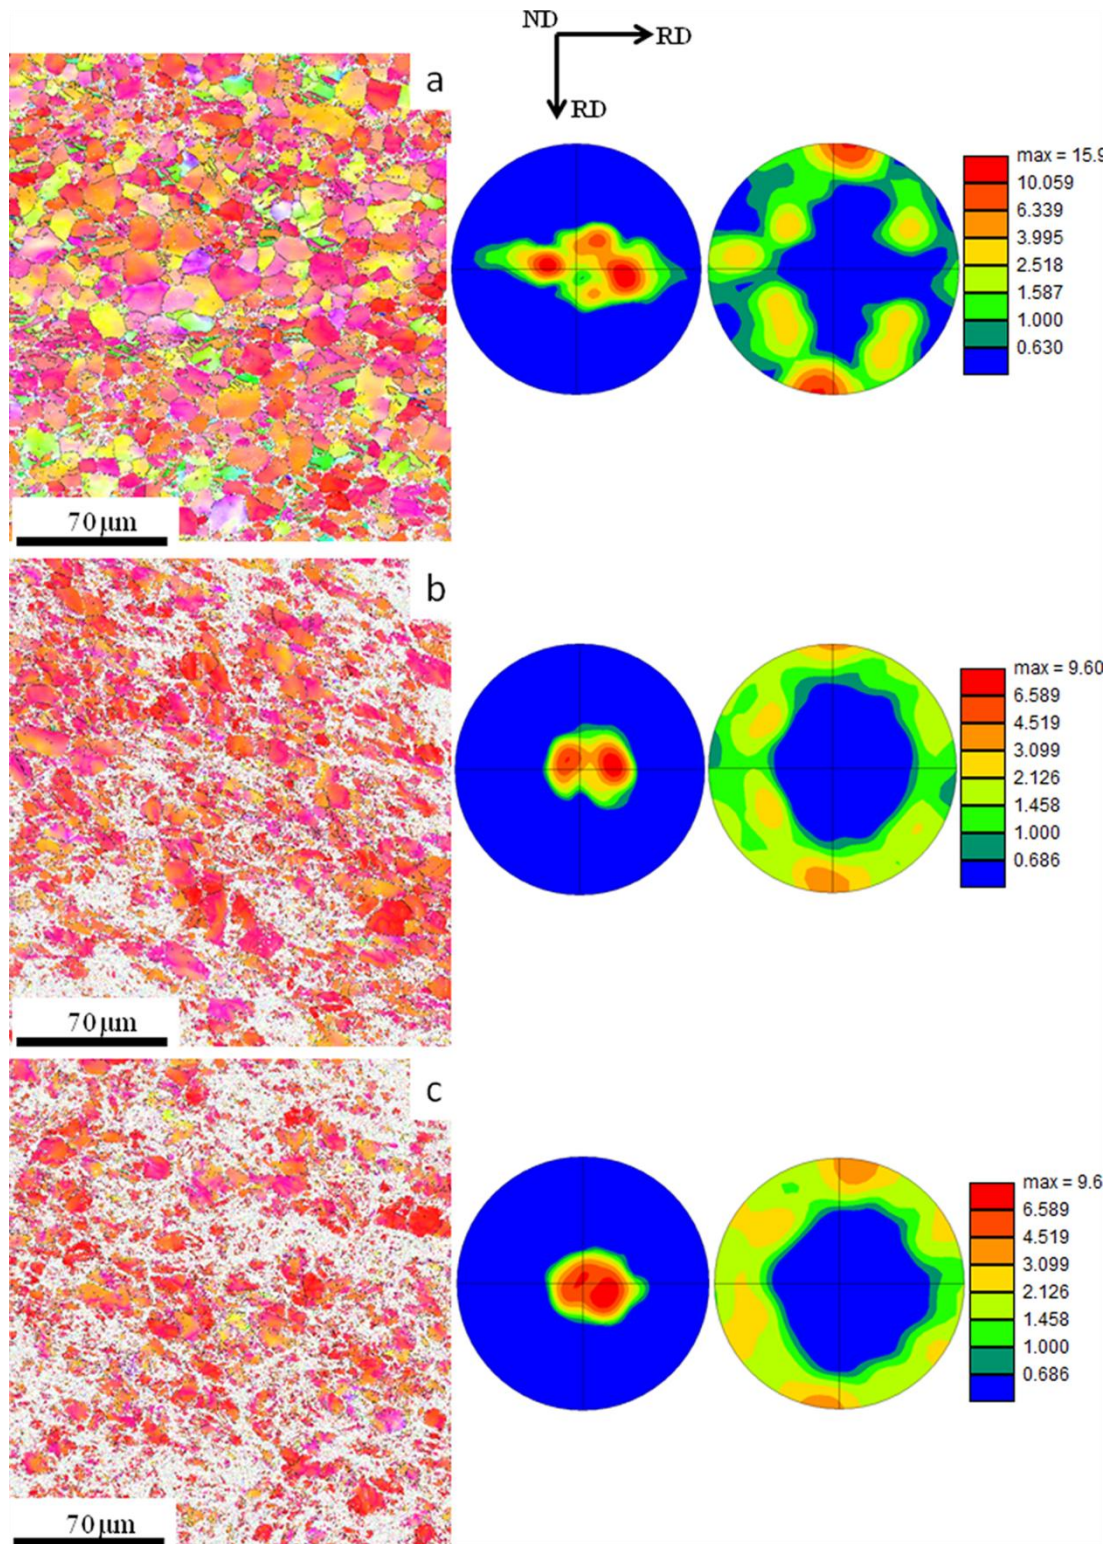 ND
RD
RD
a
max = 15.9
10.059
6.339
3.995
2.518
1.587
1.000
0.630
70 µm
b
max = 9.60
6.589
4.519
3.099
2.126
1.458
1.000
0.686
70 µm
c
max = 9.6
6.589
4.519
3.099
2.126
1.458
1.000
0.686
70 µm